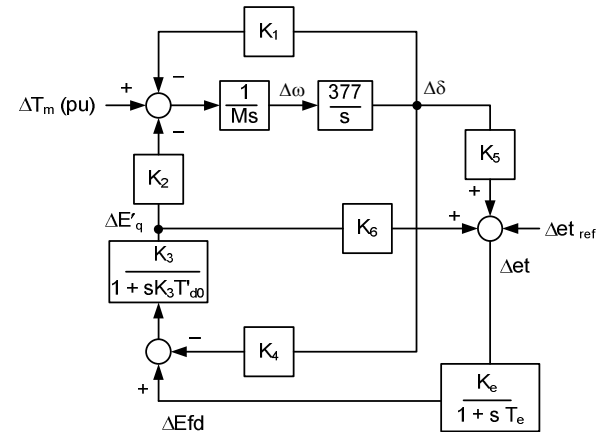 K₁
+
−
ΔTₘ (pu)
1
Ms
Δω
377
s
Δδ
−
K₂
K₅
+
ΔE′q
K₆
+
Δet ref
Δet
K₃
1 + sK₃T'd0
−
K₄
+
ΔEfd
Kₑ
1 + s Tₑ